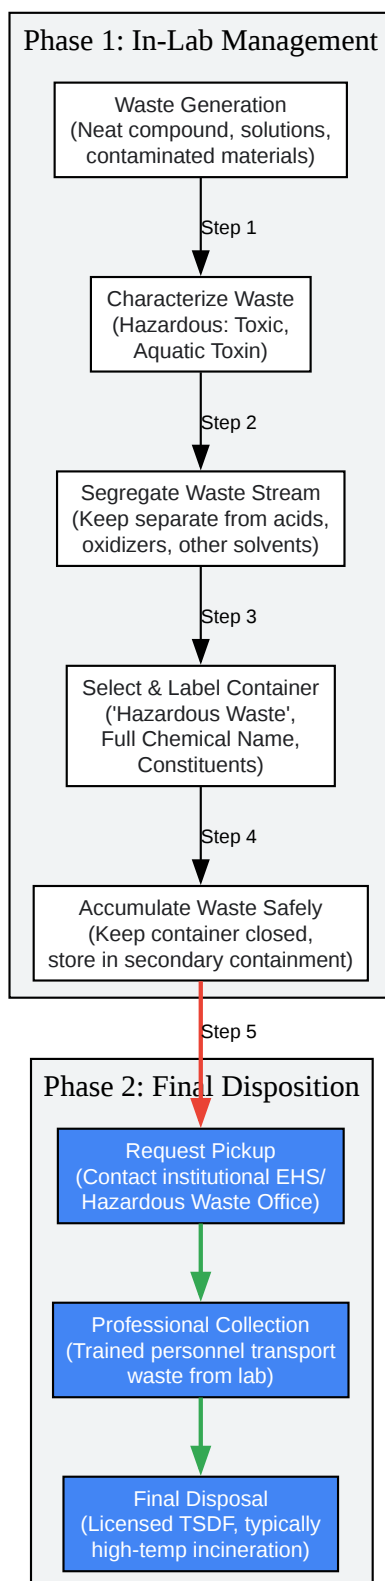 Phase 1: In-Lab Management
Waste Generation
(Neat compound, solutions,
contaminated materials)
Step 1
Characterize Waste
(Hazardous: Toxic,
Aquatic Toxin)
Step 2
Segregate Waste Stream
(Keep separate from acids,
oxidizers, other solvents)
Step 3
Select & Label Container
('Hazardous Waste',
Full Chemical Name,
Constituents)
Step 4
Accumulate Waste Safely
(Keep container closed,
store in secondary containment)
Step 5
Phase 2: Final Disposition
Request Pickup
(Contact institutional EHS/
Hazardous Waste Office)
Professional Collection
(Trained personnel transport
waste from lab)
Final Disposal
(Licensed TSDF, typically
high-temp incineration)